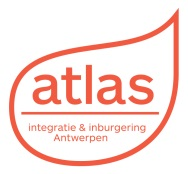 atlas
integratie & inburgering
Antwerpen